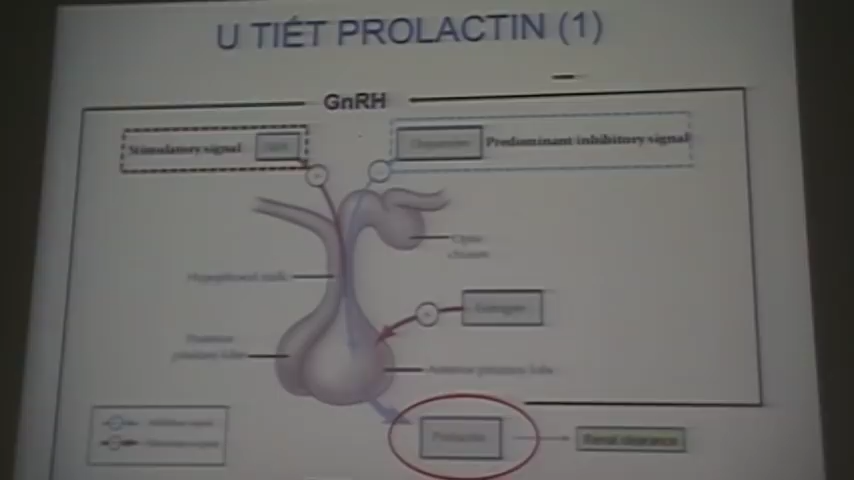 U TIẾT PROLACTIN (1)
GnRH
Stimulatory signal
Predominant inhibitory signal
Optic
chiasm
Hypophyseal stalk
Estrogen
Posterior
pituitary lobe
Anterior pituitary lobe
Prolactin
Renal clearance